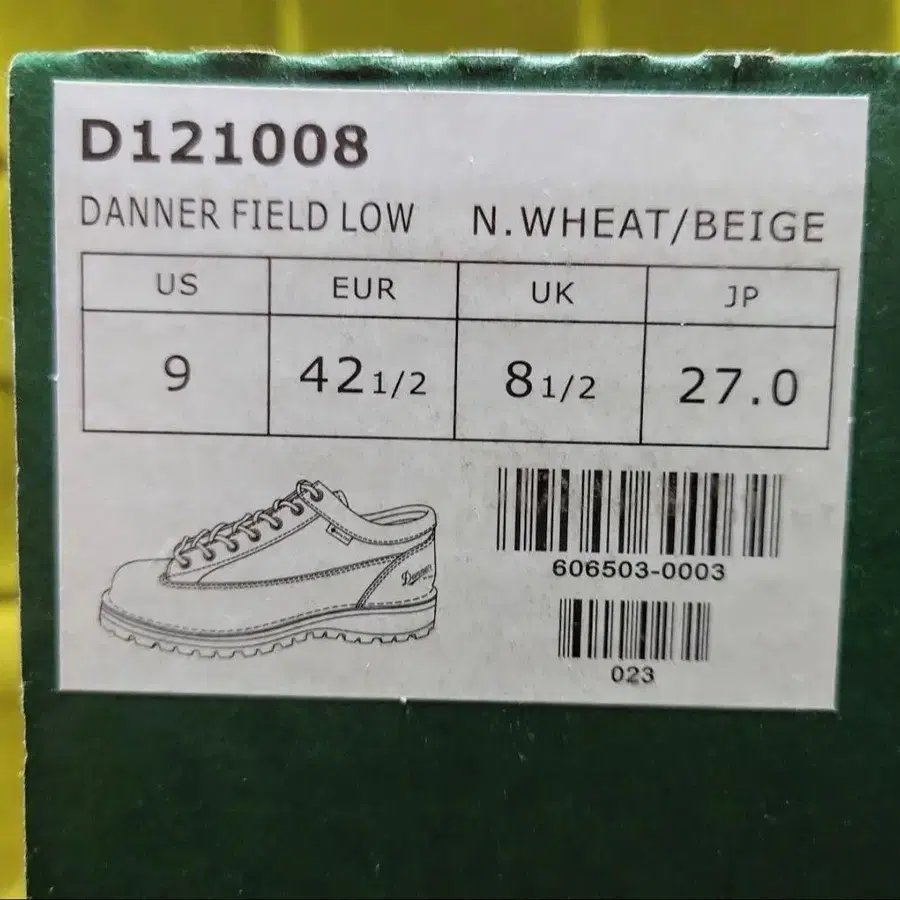 D121008
DANNER FIELD LOW N.WHEAT/BEIGE
US EUR UK JP
9 42 1/2 8 1/2 27.0
Danner
606503-0003
023